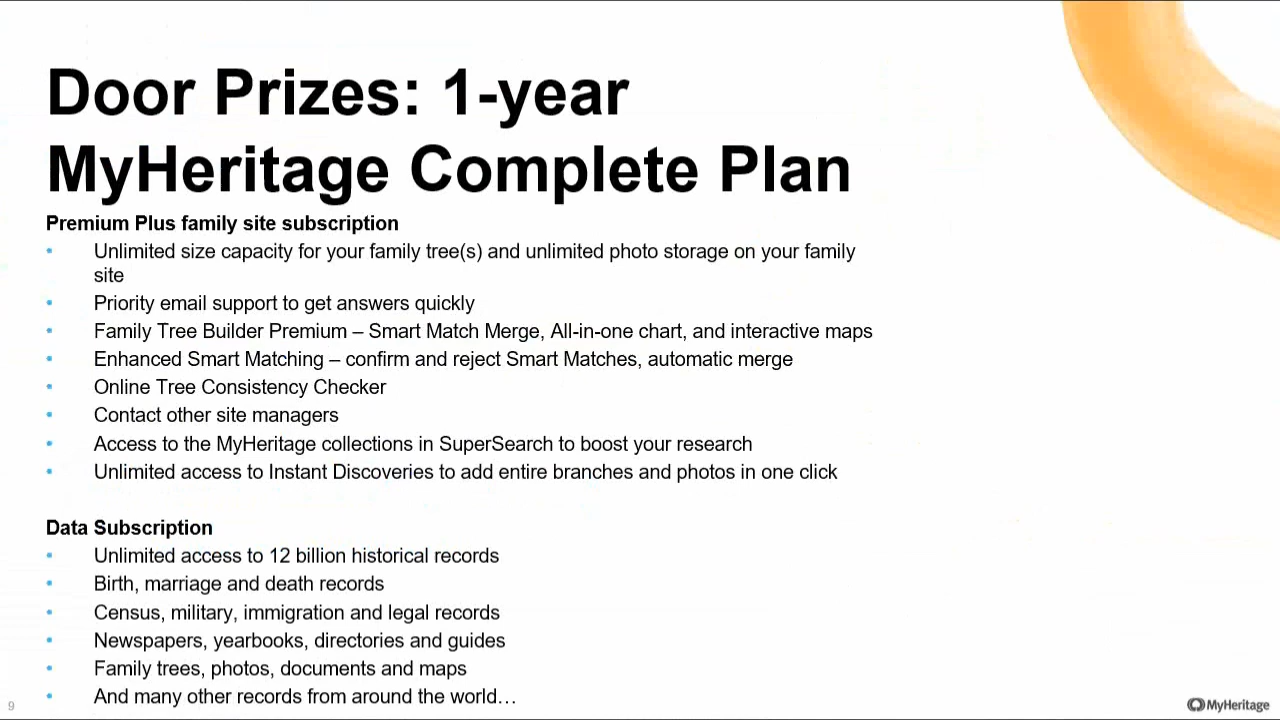 Door Prizes: 1-year
MyHeritage Complete Plan
Premium Plus family site subscription
• Unlimited size capacity for your family tree(s) and unlimited photo storage on your family
site
• Priority email support to get answers quickly
• Family Tree Builder Premium – Smart Match Merge, All-in-one chart, and interactive maps
• Enhanced Smart Matching – confirm and reject Smart Matches, automatic merge
• Online Tree Consistency Checker
• Contact other site managers
• Access to the MyHeritage collections in SuperSearch to boost your research
• Unlimited access to Instant Discoveries to add entire branches and photos in one click
Data Subscription
• Unlimited access to 12 billion historical records
• Birth, marriage and death records
• Census, military, immigration and legal records
• Newspapers, yearbooks, directories and guides
• Family trees, photos, documents and maps
• And many other records from around the world…
9
MyHeritage